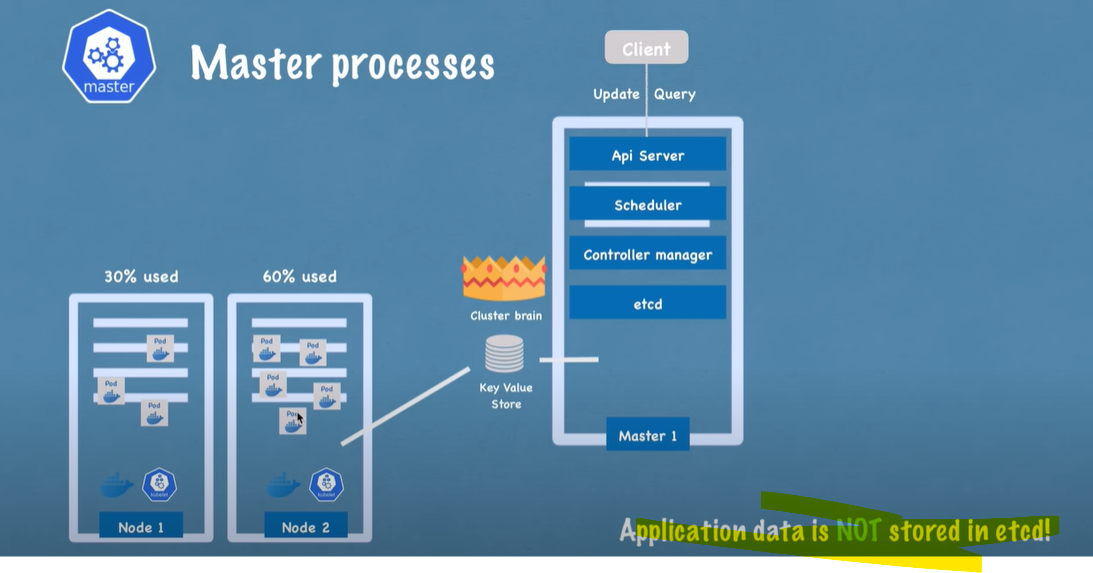 master
Master processes
Client
Update Query
Api Server
Scheduler
Controller manager
etcd
Master 1
Cluster brain
Key Value
Store
30% used
Pod
Pod
Pod
kubelet
Node 1
60% used
Pod
Pod
Pod
Pod
Pod
kubelet
Node 2
Application data is NOT stored in etcd!